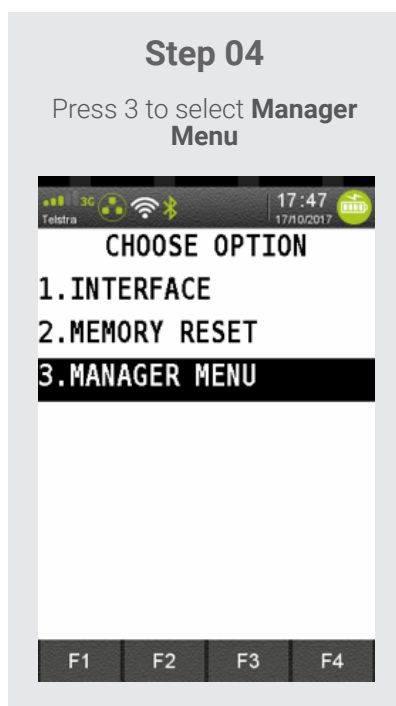 Step 04
Press 3 to select Manager
Menu
3G 17:47
Telstra 17/10/2017
CHOOSE OPTION
1.INTERFACE
2.MEMORY RESET
3.MANAGER MENU
F1 F2 F3 F4